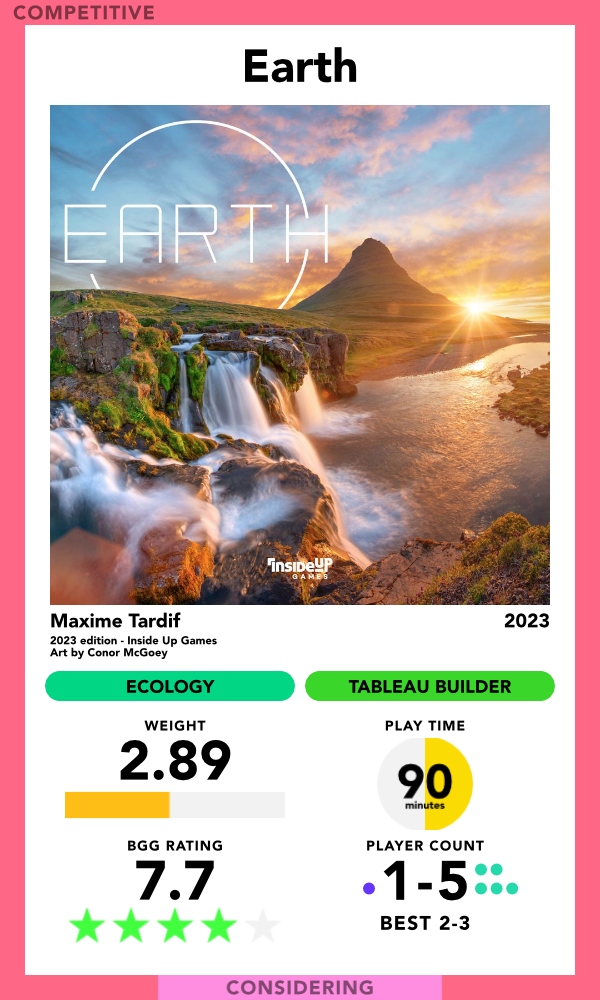 COMPETITIVE
Earth
EARTH
INSIDE UP
GAMES
Maxime Tardif
2023
2023 edition - Inside Up Games
Art by Conor McGoey
ECOLOGY
TABLEAU BUILDER
WEIGHT
2.89
PLAY TIME
90
minutes
BGG RATING
7.7
PLAYER COUNT
1-5
BEST 2-3
CONSIDERING